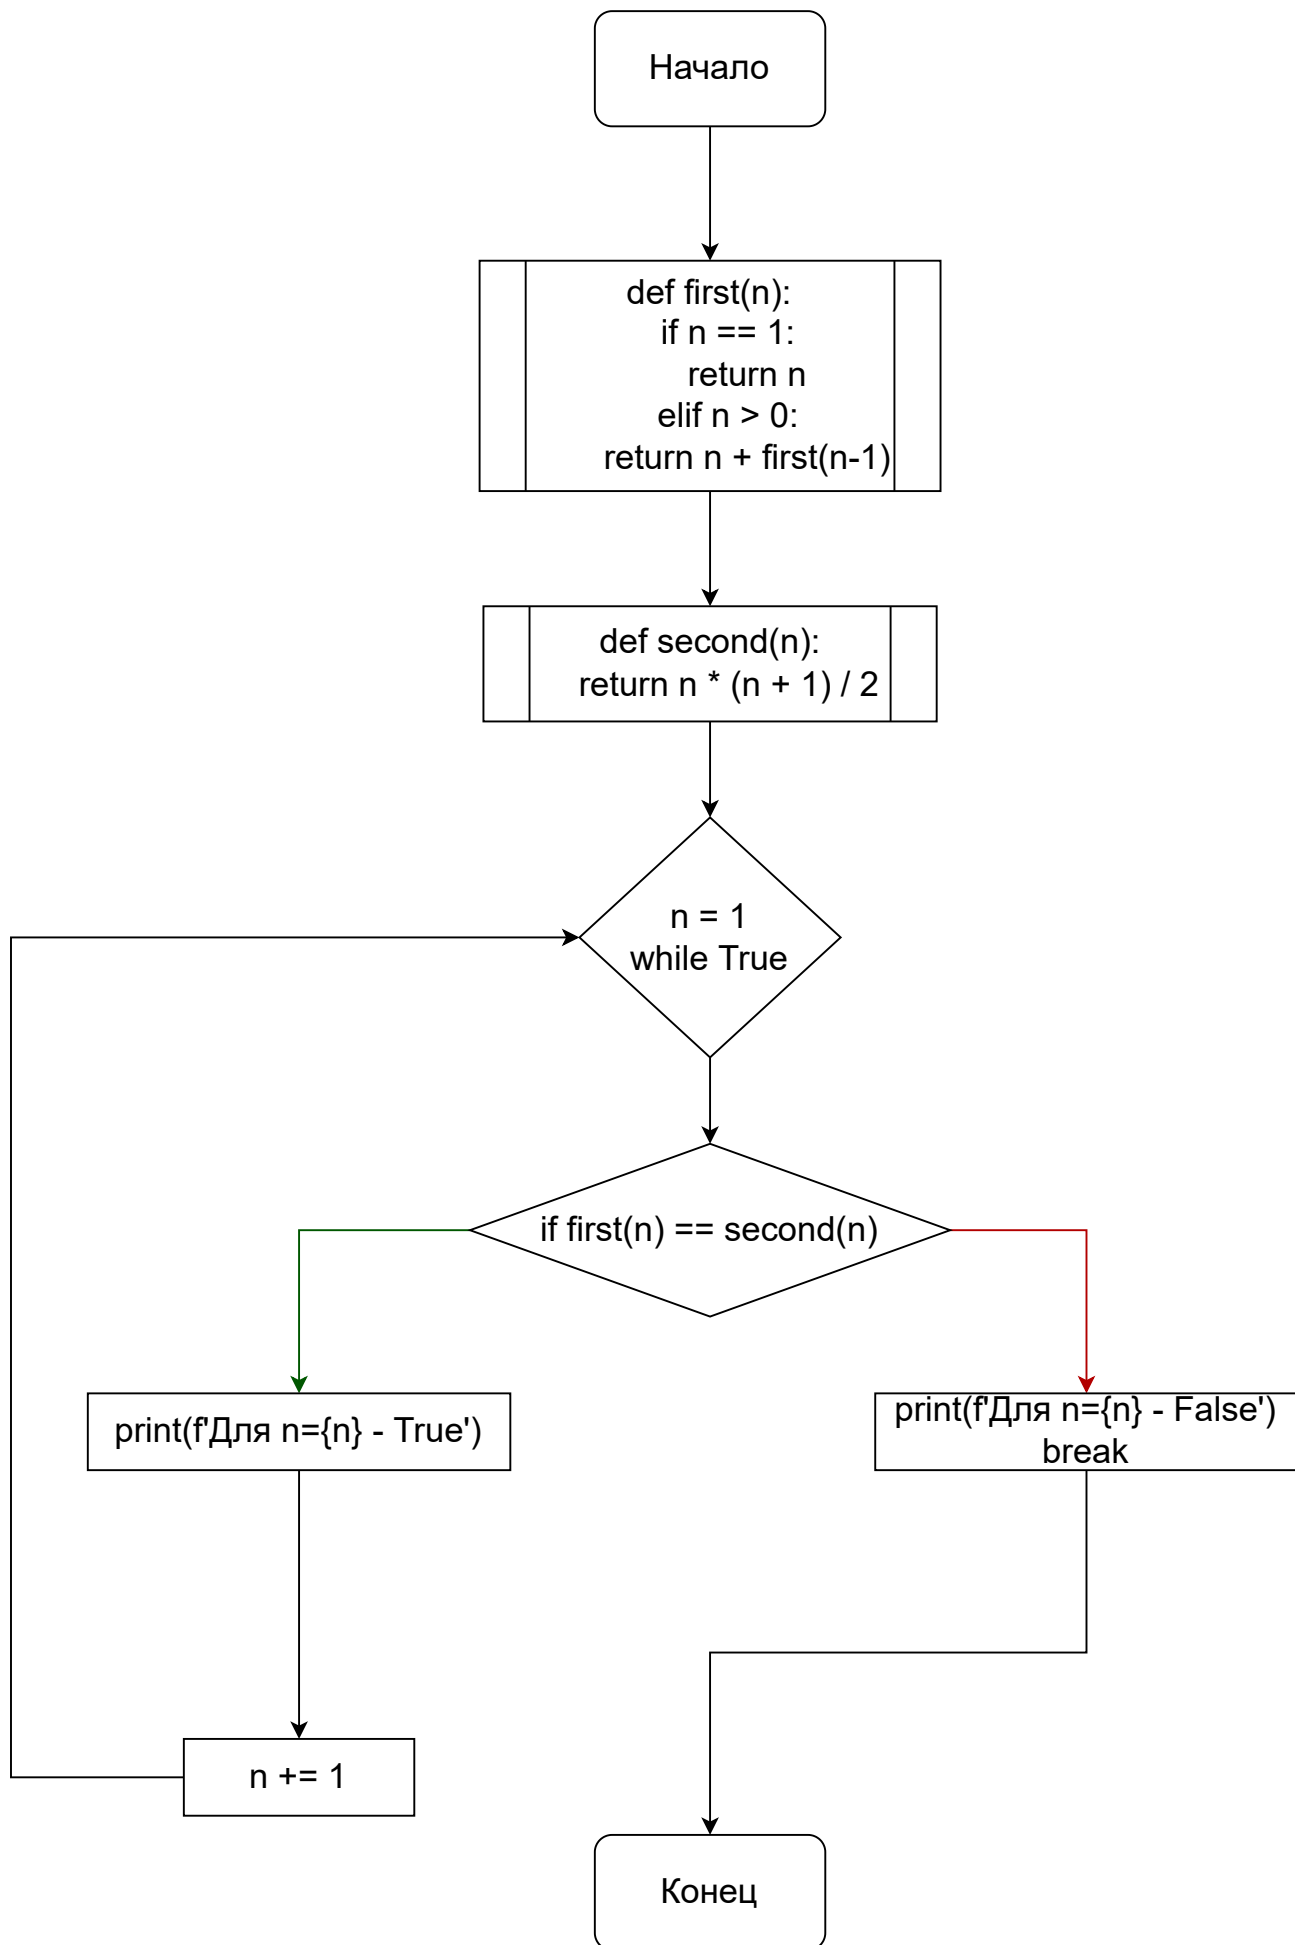 Начало
def first(n):
if n == 1:
return n
elif n > 0:
return n + first(n-1)
def second(n):
return n * (n + 1) / 2
n = 1
while True
if first(n) == second(n)
print(f'Для n={n} - True')
print(f'Для n={n} - False')
break
n += 1
Конец